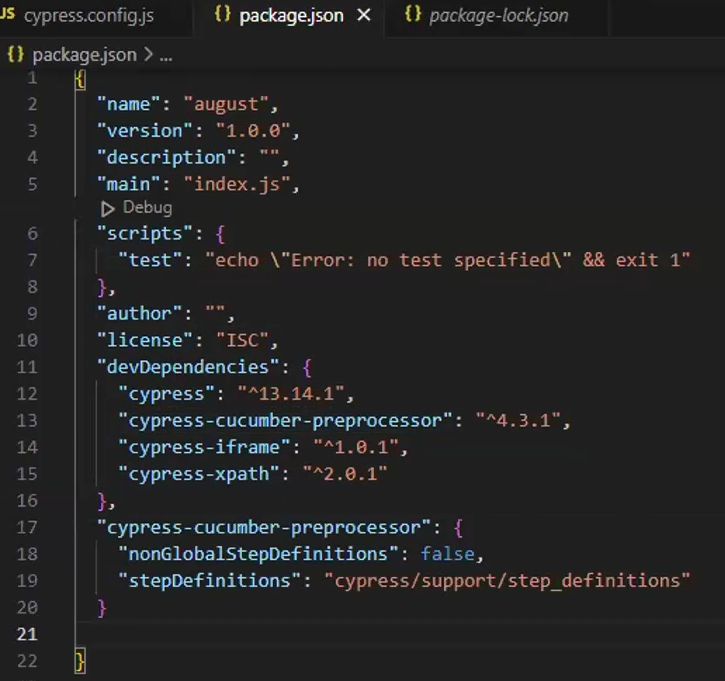 JS cypress.config.js {} package.json × {} package-lock.json
{} package.json > ...
1 {
2 "name": "august",
3 "version": "1.0.0",
4 "description": "",
5 "main": "index.js",
Debug
6 "scripts": {
7 "test": "echo \"Error: no test specified\" && exit 1"
8 },
9 "author": "",
10 "license": "ISC",
11 "devDependencies": {
12 "cypress": "^13.14.1",
13 "cypress-cucumber-preprocessor": "^4.3.1",
14 "cypress-iframe": "^1.0.1",
15 "cypress-xpath": "^2.0.1"
16 },
17 "cypress-cucumber-preprocessor": {
18 "nonGlobalStepDefinitions": false,
19 "stepDefinitions": "cypress/support/step_definitions"
20 }
21
22 }